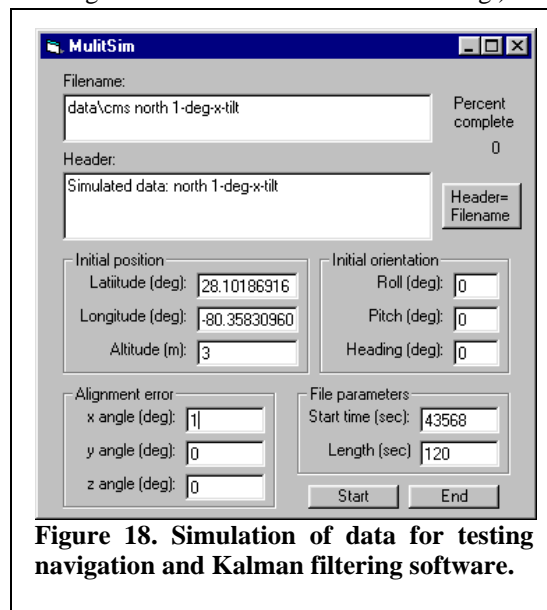 MulitSim
Filename:
data\cms north 1-deg-x-tilt
Percent
complete
0
Header:
Simulated data: north 1-deg-x-tilt
Header=
Filename
Initial position
Latiitude (deg): 28.10186916
Longitude (deg): -80.35830960
Altitude (m): 3
Initial orientation
Roll (deg): 0
Pitch (deg): 0
Heading (deg): 0
Alignment error
x angle (deg): 1
y angle (deg): 0
z angle (deg): 0
File parameters
Start time (sec): 43568
Length (sec) 120
Start End
Figure 18. Simulation of data for testing
navigation and Kalman filtering software.